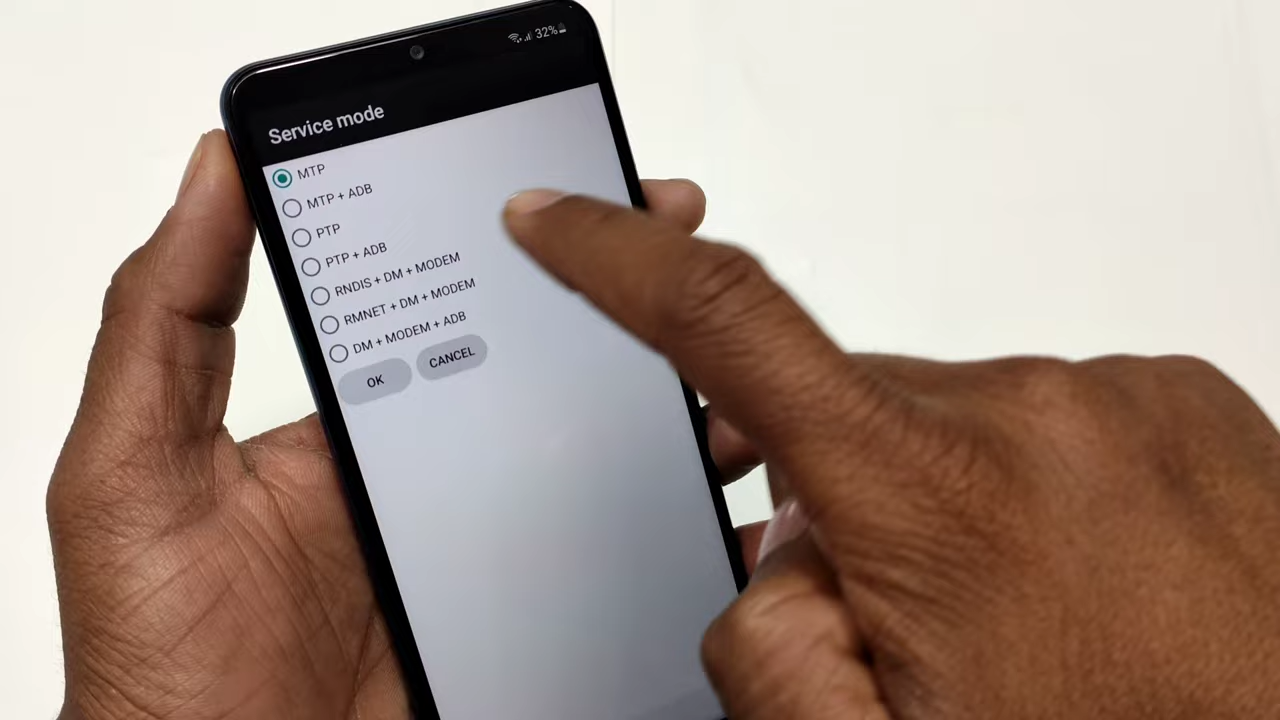 32%
Service mode
MTP
MTP + ADB
PTP
PTP + ADB
RNDIS + DM + MODEM
RMNET + DM + MODEM
DM + MODEM + ADB
OK CANCEL